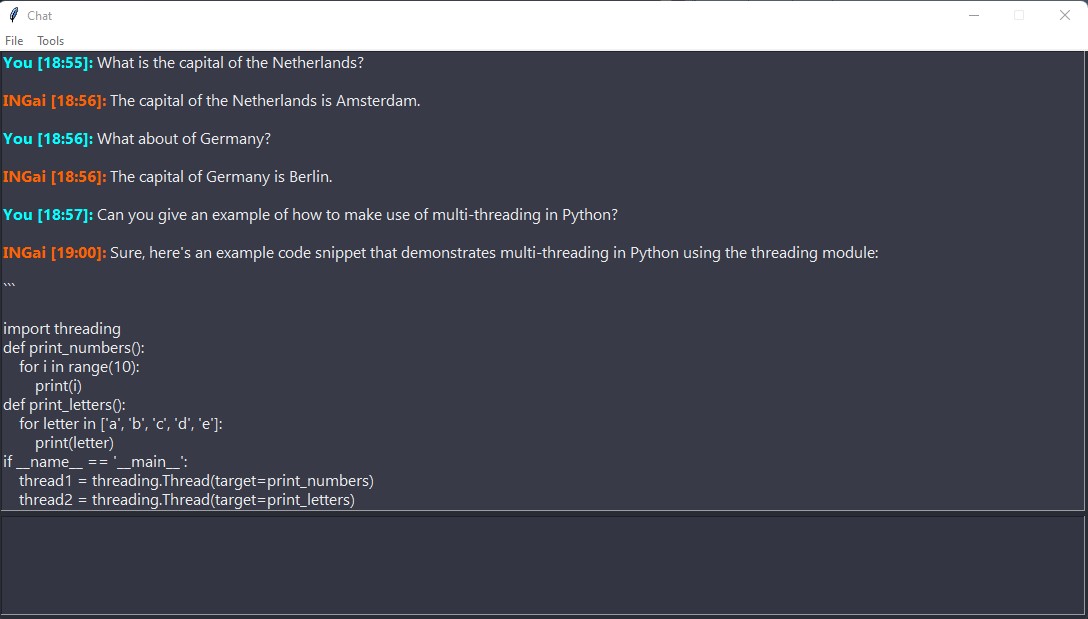 Chat
File Tools
You [18:55]: What is the capital of the Netherlands?
INGai [18:56]: The capital of the Netherlands is Amsterdam.
You [18:56]: What about of Germany?
INGai [18:56]: The capital of Germany is Berlin.
You [18:57]: Can you give an example of how to make use of multi-threading in Python?
INGai [19:00]: Sure, here's an example code snippet that demonstrates multi-threading in Python using the threading module:
```
import threading
def print_numbers():
    for i in range(10):
        print(i)
def print_letters():
    for letter in ['a', 'b', 'c', 'd', 'e']:
        print(letter)
if __name__ == '__main__':
    thread1 = threading.Thread(target=print_numbers)
    thread2 = threading.Thread(target=print_letters)